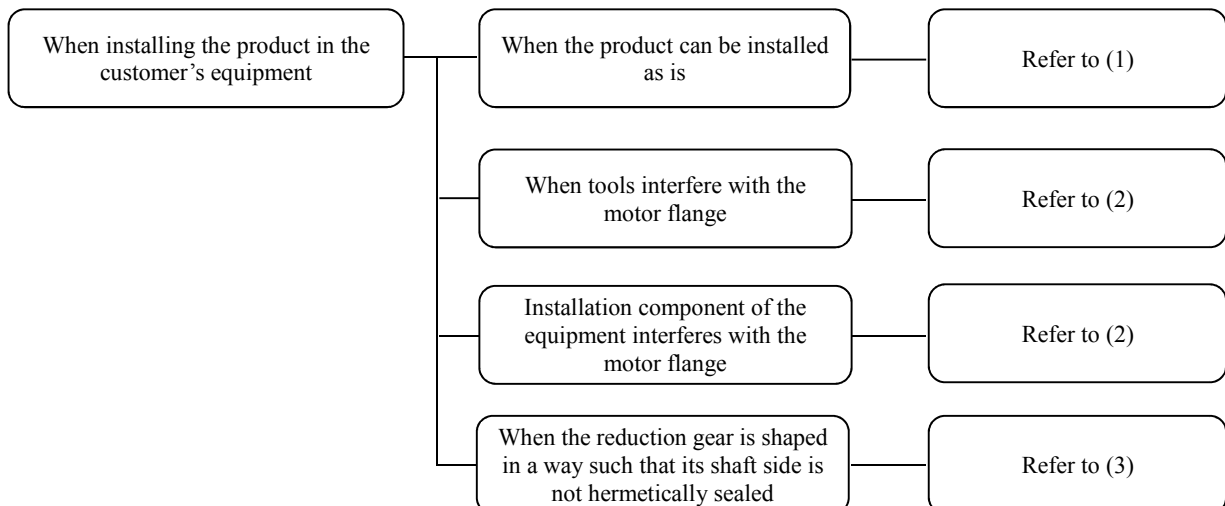 When installing the product in the
customer’s equipment
When the product can be installed
as is
Refer to (1)
When tools interfere with the
motor flange
Refer to (2)
Installation component of the
equipment interferes with the
motor flange
Refer to (2)
When the reduction gear is shaped
in a way such that its shaft side is
not hermetically sealed
Refer to (3)